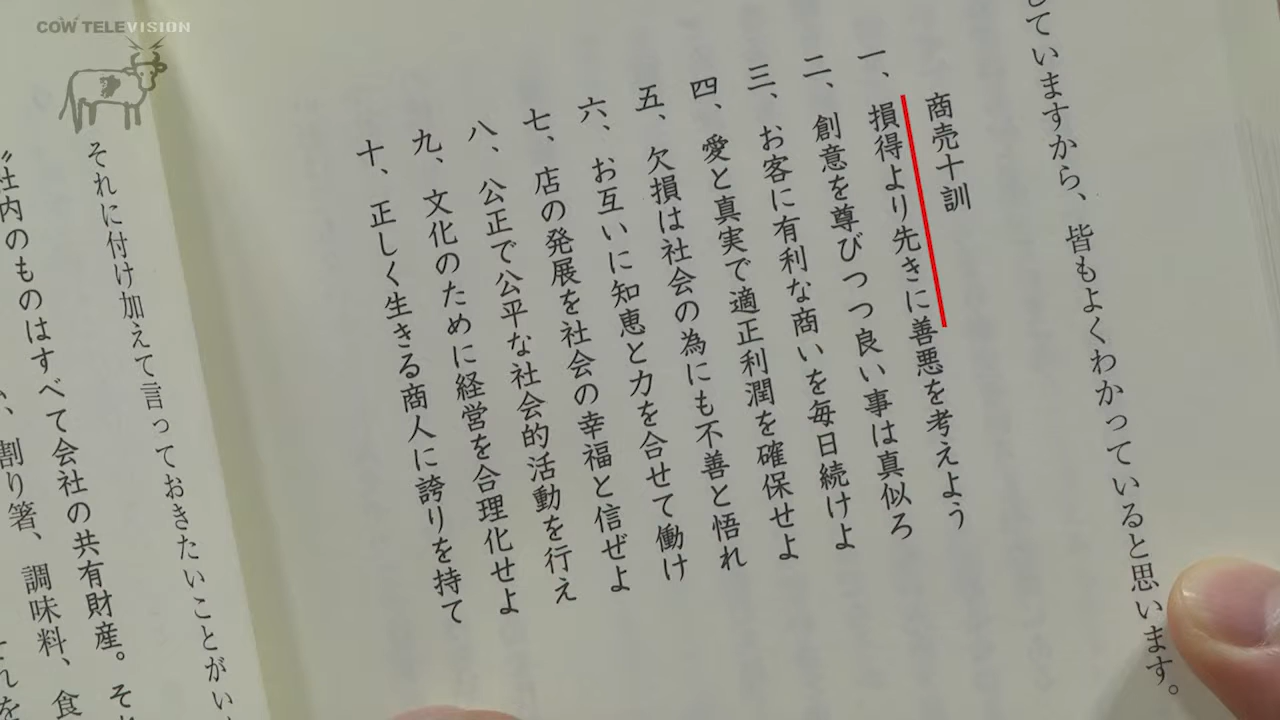 COW TELEVISION
していますから、皆もよくわかっていると思います。
商売十訓
一、損得より先きに善悪を考えよう
二、創意を尊びつつ良い事は真似ろ
三、お客に有利な商いを毎日続けよ
四、愛と真実で適正利潤を確保せよ
五、欠損は社会の為にも不善と悟れ
六、お互いに知恵と力を合せて働け
七、店の発展を社会の幸福と信ぜよ
八、公正で公平な社会的活動を行え
九、文化のために経営を合理化せよ
十、正しく生きる商人に誇りを持て
それに付け加えて言っておきたいことがい
〝社内のものはすべて会社の共有財産。それ
、割り箸、調味料、食